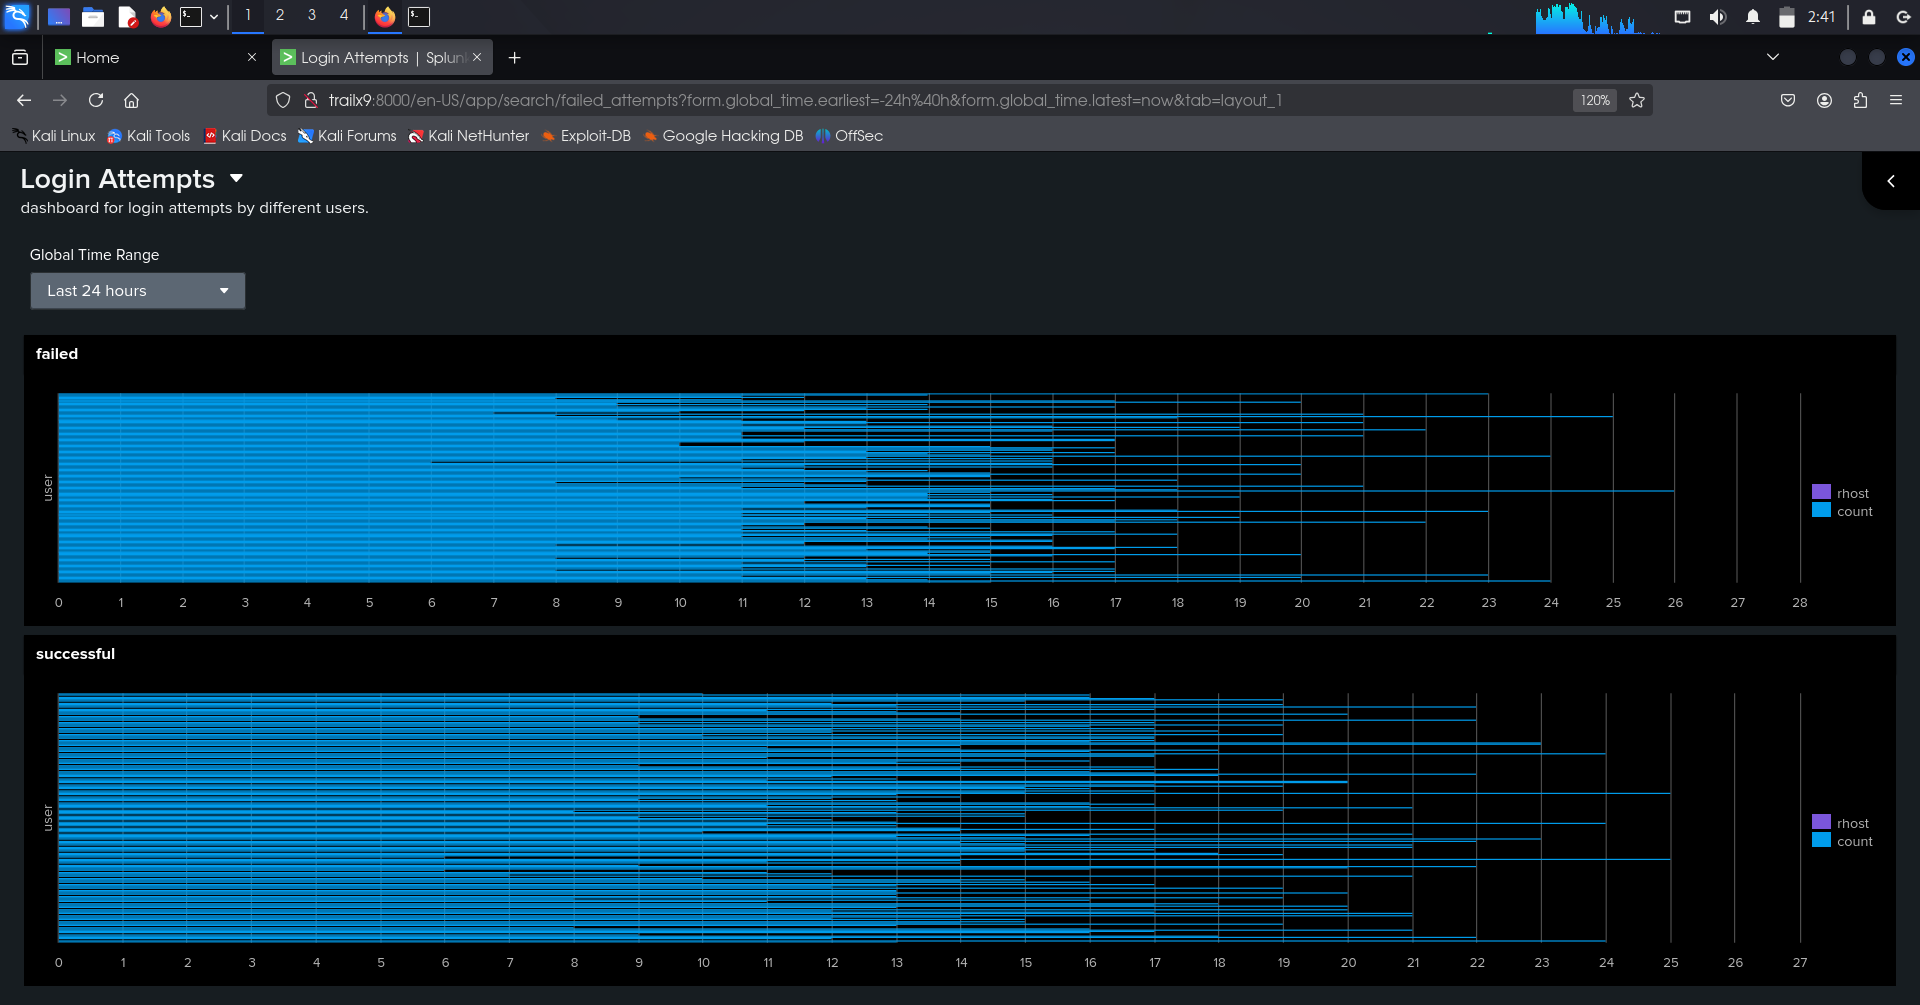 1 2 3 4 2:41
Home Login Attempts | Splun
trailx9:8000/en-US/app/search/failed_attempts?form.global_time.earliest=-24h%40h&form.global_time.latest=now&tab=layout_1 120%
Kali Linux Kali Tools Kali Docs Kali Forums Kali NetHunter Exploit-DB Google Hacking DB OffSec
Login Attempts
dashboard for login attempts by different users.
Global Time Range
Last 24 hours
failed
user
rhost
count
0 1 2 3 4 5 6 7 8 9 10 11 12 13 14 15 16 17 18 19 20 21 22 23 24 25 26 27 28
successful
user
rhost
count
0 1 2 3 4 5 6 7 8 9 10 11 12 13 14 15 16 17 18 19 20 21 22 23 24 25 26 27